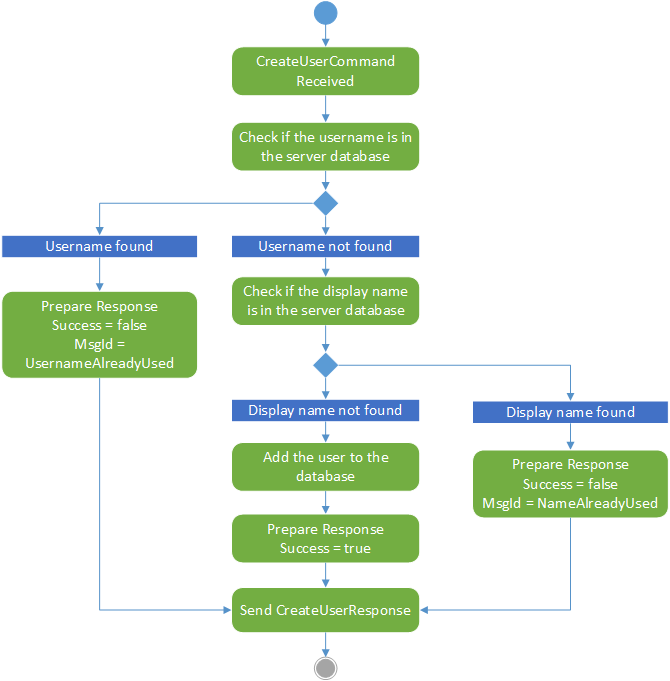 CreateUserCommand
Received
Check if the username is in
the server database
Username found
Username not found
Check if the display name
is in the server database
Prepare Response
Success = false
MsgId =
UsernameAlreadyUsed
Display name not found
Display name found
Add the user to the
database
Prepare Response
Success = false
MsgId = NameAlreadyUsed
Prepare Response
Success = true
Send CreateUserResponse